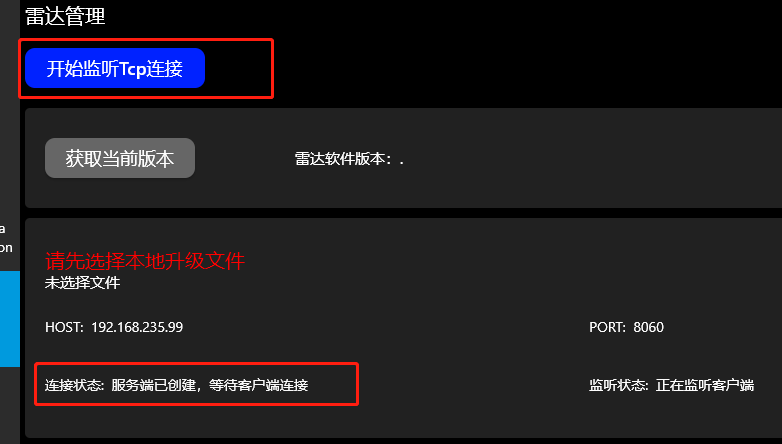 雷达管理
开始监听Tcp连接
获取当前版本 雷达软件版本：.
a
on
请先选择本地升级文件
未选择文件
HOST: 192.168.235.99 PORT: 8060
连接状态: 服务端已创建，等待客户端连接 监听状态: 正在监听客户端